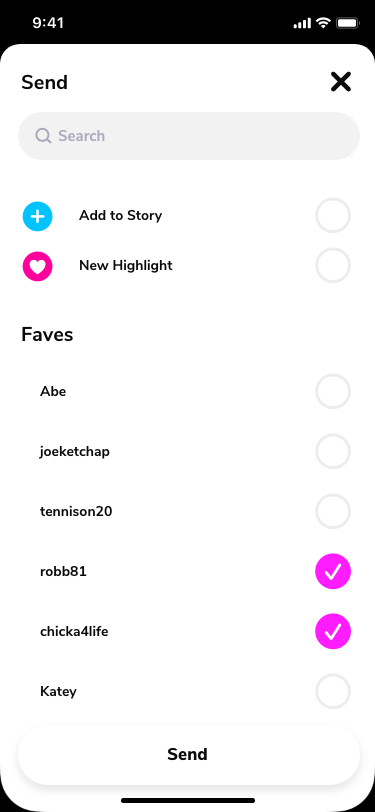 9:41
Send
Search
Add to Story
New Highlight
Faves
Abe
joeketchap
tennison20
robb81
chicka4life
Katey
Send